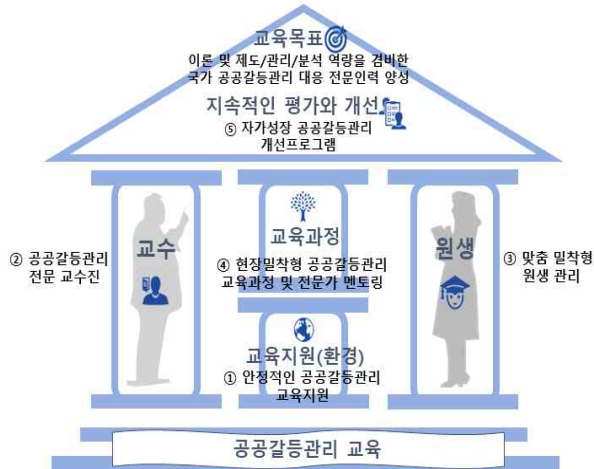 교육목표
이론 및 제도/관리/분석 역량을 겸비한
국가 공공갈등관리 대응 전문인력 양성
지속적인 평가와 개선
⑤ 자가성장 공공갈등관리
개선프로그램
② 공공갈등관리
전문 교수진
교수
교육과정
④ 현장밀착형 공공갈등관리
교육과정 및 전문가 멘토링
원생
③ 맞춤 밀착형
원생 관리
교육지원(환경)
① 안정적인 공공갈등관리
교육지원
공공갈등관리 교육